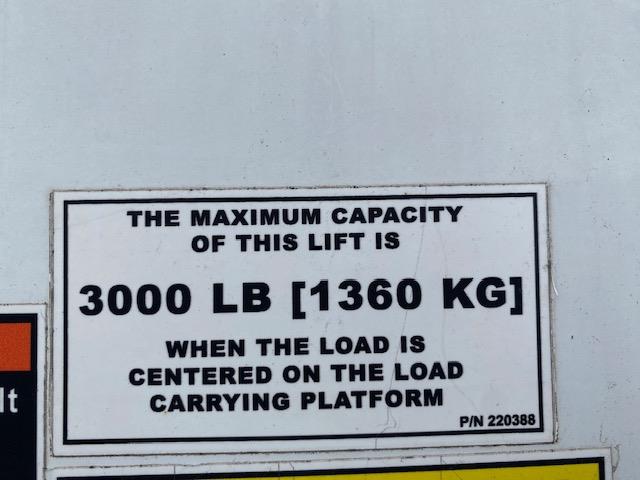 THE MAXIMUM CAPACITY
OF THIS LIFT IS
3000 LB [1360 KG]
WHEN THE LOAD IS
CENTERED ON THE LOAD
CARRYING PLATFORM
P/N 220388
lt